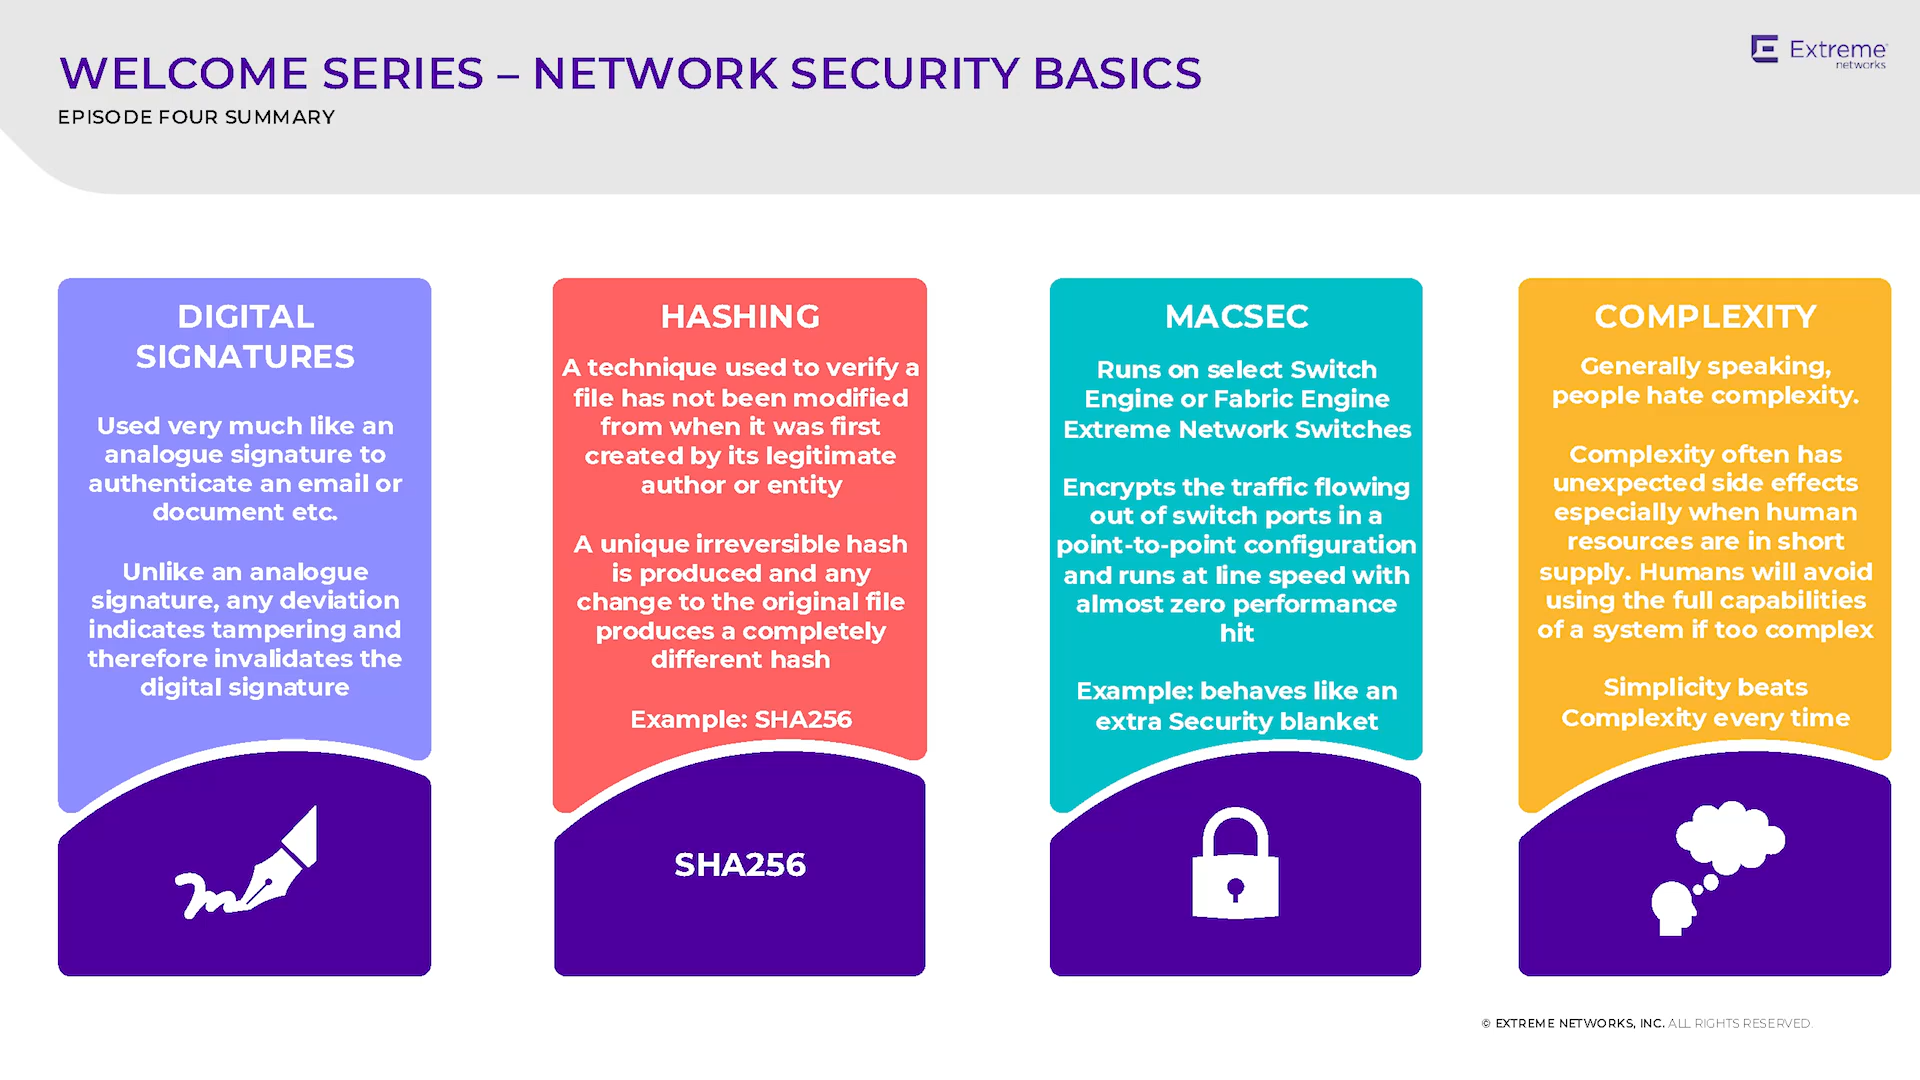 WELCOME SERIES – NETWORK SECURITY BASICS
EPISODE FOUR SUMMARY
Extreme
networks
DIGITAL
SIGNATURES
Used very much like an
analogue signature to
authenticate an email or
document etc.
Unlike an analogue
signature, any deviation
indicates tampering and
therefore invalidates the
digital signature
HASHING
A technique used to verify a
file has not been modified
from when it was first
created by its legitimate
author or entity
A unique irreversible hash
is produced and any
change to the original file
produces a completely
different hash
Example: SHA256
SHA256
MACSEC
Runs on select Switch
Engine or Fabric Engine
Extreme Network Switches
Encrypts the traffic flowing
out of switch ports in a
point-to-point configuration
and runs at line speed with
almost zero performance
hit
Example: behaves like an
extra Security blanket
COMPLEXITY
Generally speaking,
people hate complexity.
Complexity often has
unexpected side effects
especially when human
resources are in short
supply. Humans will avoid
using the full capabilities
of a system if too complex
Simplicity beats
Complexity every time
© EXTREME NETWORKS, INC. ALL RIGHTS RESERVED.